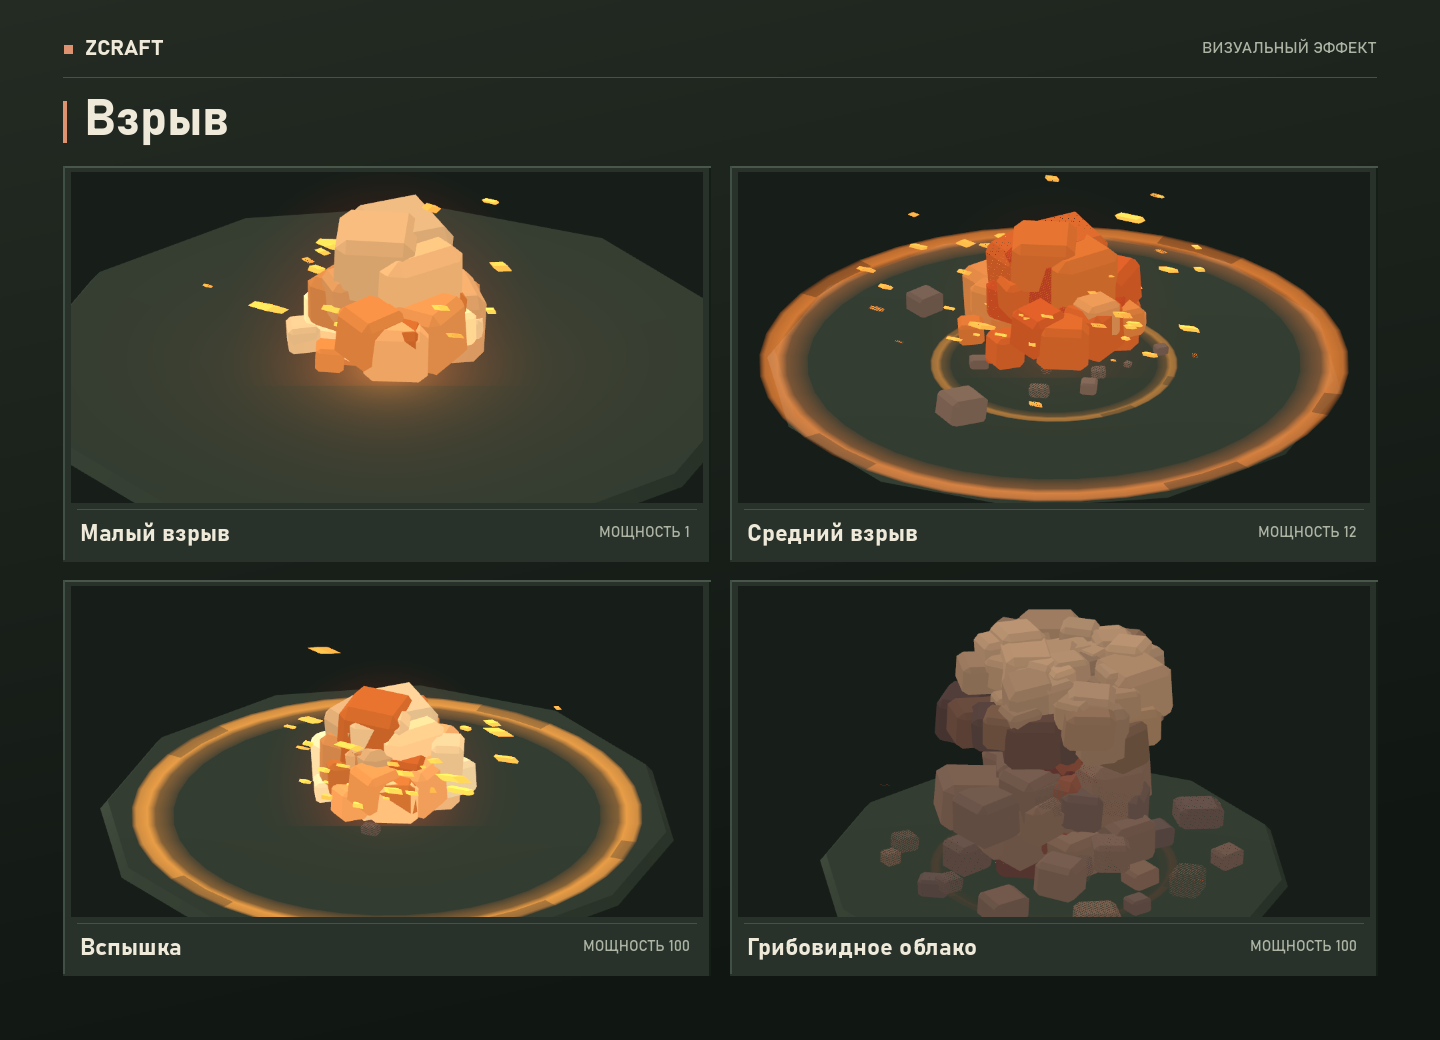 ZCRAFT
ВИЗУАЛЬНЫЙ ЭФФЕКТ
Взрыв
Малый взрыв
МОЩНОСТЬ 1
Средний взрыв
МОЩНОСТЬ 12
Вспышка
МОЩНОСТЬ 100
Грибовидное облако
МОЩНОСТЬ 100